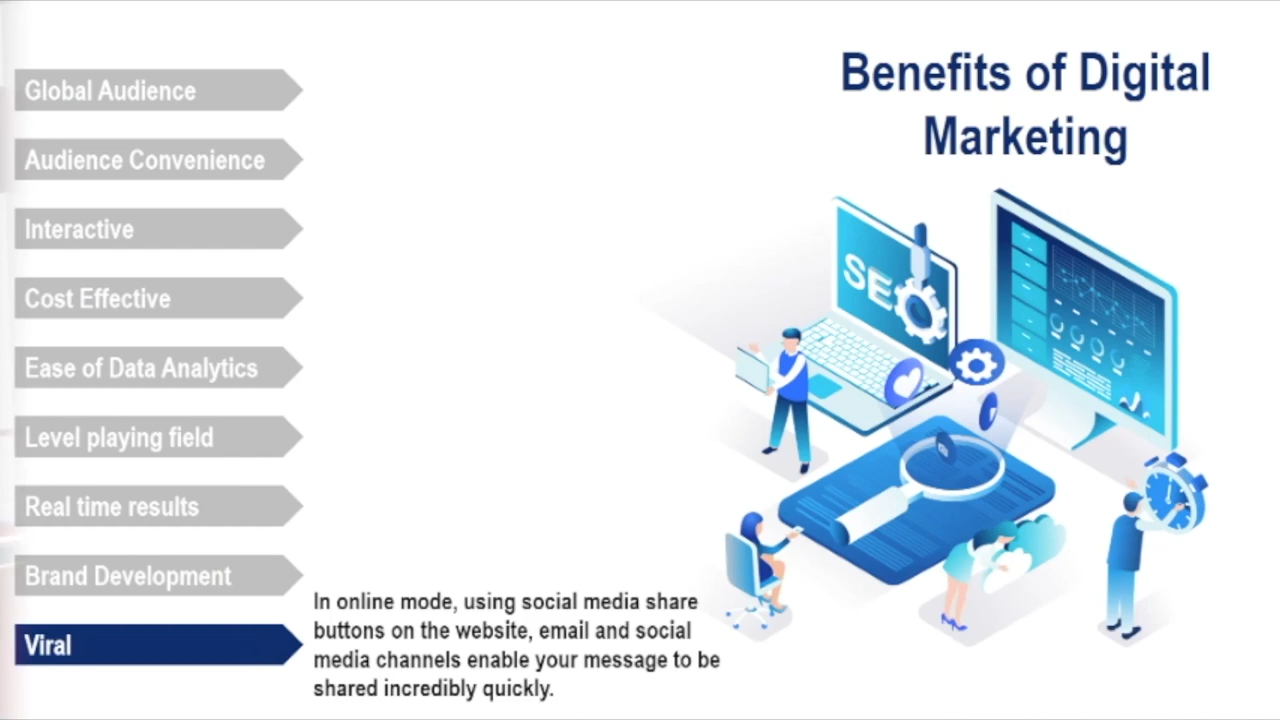 Benefits of Digital
Marketing
Global Audience
Audience Convenience
Interactive
Cost Effective
Ease of Data Analytics
Level playing field
Real time results
Brand Development
Viral
In online mode, using social media share
buttons on the website, email and social
media channels enable your message to be
shared incredibly quickly.
SEO